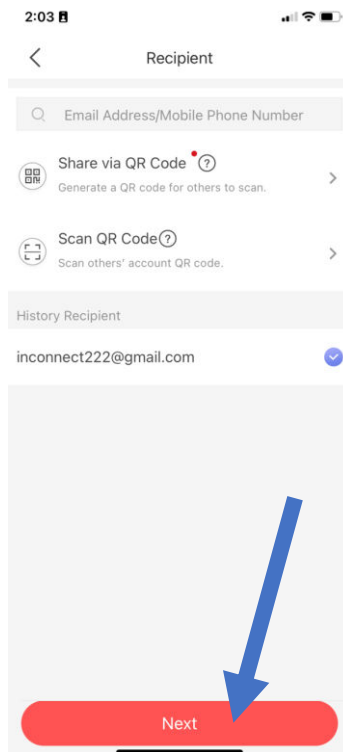 2:03
Recipient
Email Address/Mobile Phone Number
Share via QR Code ?
Generate a QR code for others to scan.
Scan QR Code ?
Scan others' account QR code.
History Recipient
inconnect222@gmail.com
Next